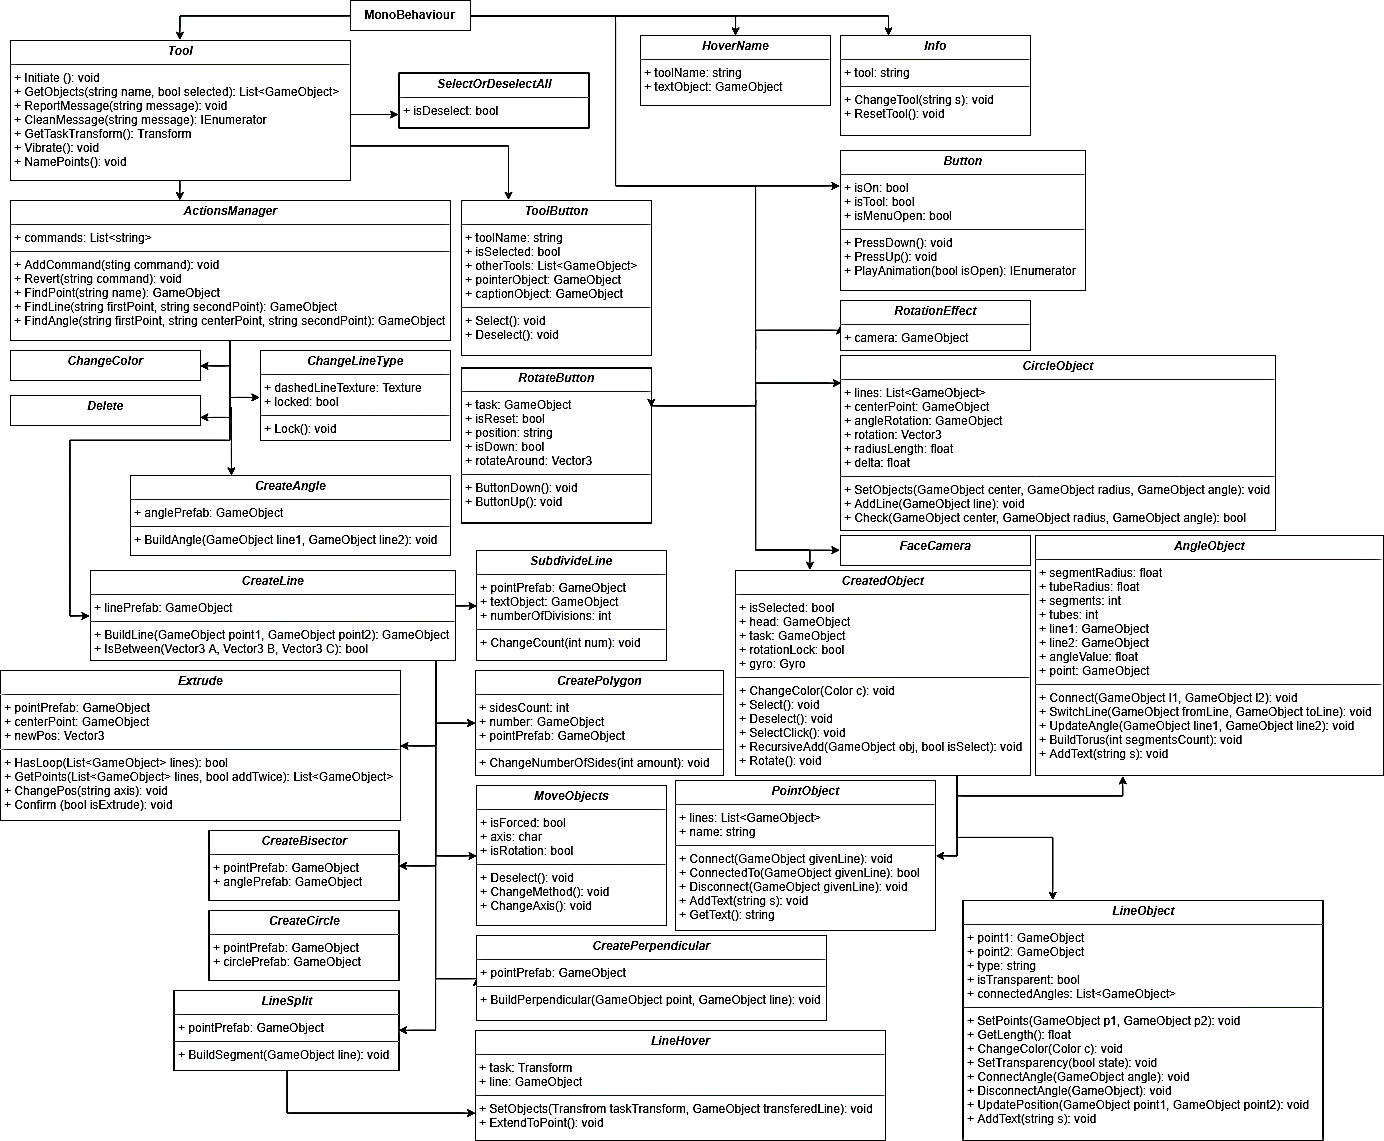 MonoBehaviour
Tool
+ Initiate (): void
+ GetObjects(string name, bool selected): List<GameObject>
+ ReportMessage(string message): void
+ CleanMessage(string message): IEnumerator
+ GetTaskTransform(): Transform
+ Vibrate(): void
+ NamePoints(): void
SelectOrDeselectAll
+ isDeselect: bool
HoverName
+ toolName: string
+ textObject: GameObject
Info
+ tool: string
+ ChangeTool(string s): void
+ ResetTool(): void
Button
+ isOn: bool
+ isTool: bool
+ isMenuOpen: bool
+ PressDown(): void
+ PressUp(): void
+ PlayAnimation(bool isOpen): IEnumerator
ActionsManager
+ commands: List<string>
+ AddCommand(sting command): void
+ Revert(string command): void
+ FindPoint(string name): GameObject
+ FindLine(string firstPoint, string secondPoint): GameObject
+ FindAngle(string firstPoint, string centerPoint, string secondPoint): GameObject
ToolButton
+ toolName: string
+ isSelected: bool
+ otherTools: List<GameObject>
+ pointerObject: GameObject
+ captionObject: GameObject
+ Select(): void
+ Deselect(): void
RotationEffect
+ camera: GameObject
ChangeColor
Delete
ChangeLineType
+ dashedLineTexture: Texture
+ locked: bool
+ Lock(): void
RotateButton
+ task: GameObject
+ isReset: bool
+ position: string
+ isDown: bool
+ rotateAround: Vector3
+ ButtonDown(): void
+ ButtonUp(): void
CircleObject
+ lines: List<GameObject>
+ centerPoint: GameObject
+ angleRotation: GameObject
+ rotation: Vector3
+ radiusLength: float
+ delta: float
+ SetObjects(GameObject center, GameObject radius, GameObject angle): void
+ AddLine(GameObject line): void
+ Check(GameObject center, GameObject radius, GameObject angle): bool
CreateAngle
+ anglePrefab: GameObject
+ BuildAngle(GameObject line1, GameObject line2): void
FaceCamera
AngleObject
+ segmentRadius: float
+ tubeRadius: float
+ segments: int
+ tubes: int
+ line1: GameObject
+ line2: GameObject
+ angleValue: float
+ point: GameObject
+ Connect(GameObject l1, GameObject l2): void
+ SwitchLine(GameObject fromLine, GameObject toLine): void
+ UpdateAngle(GameObject line1, GameObject line2): void
+ BuildTorus(int segmentsCount): void
+ AddText(string s): void
CreateLine
+ linePrefab: GameObject
+ BuildLine(GameObject point1, GameObject point2): GameObject
+ IsBetween(Vector3 A, Vector3 B, Vector3 C): bool
SubdivideLine
+ pointPrefab: GameObject
+ textObject: GameObject
+ numberOfDivisions: int
+ ChangeCount(int num): void
CreatedObject
+ isSelected: bool
+ head: GameObject
+ task: GameObject
+ rotationLock: bool
+ gyro: Gyro
+ ChangeColor(Color c): void
+ Select(): void
+ Deselect(): void
+ SelectClick(): void
+ RecursiveAdd(GameObject obj, bool isSelect): void
+ Rotate(): void
Extrude
+ pointPrefab: GameObject
+ centerPoint: GameObject
+ newPos: Vector3
+ HasLoop(List<GameObject> lines): bool
+ GetPoints(List<GameObject> lines, bool addTwice): List<GameObject>
+ ChangePos(string axis): void
+ Confirm (bool isExtrude): void
CreatePolygon
+ sidesCount: int
+ number: GameObject
+ pointPrefab: GameObject
+ ChangeNumberOfSides(int amount): void
MoveObjects
+ isForced: bool
+ axis: char
+ isRotation: bool
+ Deselect(): void
+ ChangeMethod(): void
+ ChangeAxis(): void
PointObject
+ lines: List<GameObject>
+ name: string
+ Connect(GameObject givenLine): void
+ ConnectedTo(GameObject givenLine): bool
+ Disconnect(GameObject givenLine): void
+ AddText(string s): void
+ GetText(): string
CreateBisector
+ pointPrefab: GameObject
+ anglePrefab: GameObject
CreateCircle
+ pointPrefab: GameObject
+ circlePrefab: GameObject
LineObject
+ point1: GameObject
+ point2: GameObject
+ type: string
+ isTransparent: bool
+ connectedAngles: List<GameObject>
+ SetPoints(GameObject p1, GameObject p2): void
+ GetLength(): float
+ ChangeColor(Color c): void
+ SetTransparency(bool state): void
+ ConnectAngle(GameObject angle): void
+ DisconnectAngle(GameObject): void
+ UpdatePosition(GameObject point1, GameObject point2): void
+ AddText(string s): void
CreatePerpendicular
+ pointPrefab: GameObject
+ BuildPerpendicular(GameObject point, GameObject line): void
LineSplit
+ pointPrefab: GameObject
+ BuildSegment(GameObject line): void
LineHover
+ task: Transform
+ line: GameObject
+ SetObjects(Transfrom taskTransform, GameObject transferedLine): void
+ ExtendToPoint(): void